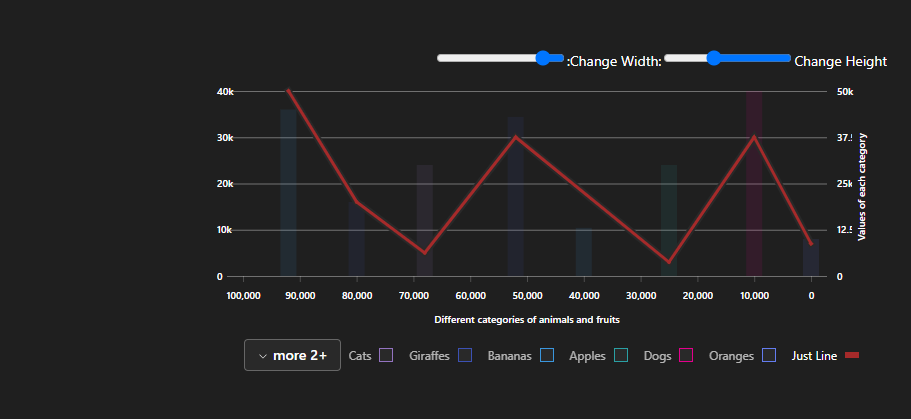 :Change Width: Change Height
40k
30k
20k
10k
0
50k
37.5
25k
12.5
0
Values of each category
100,000 90,000 80,000 70,000 60,000 50,000 40,000 30,000 20,000 10,000 0
Different categories of animals and fruits
more 2+ Cats Giraffes Bananas Apples Dogs Oranges Just Line